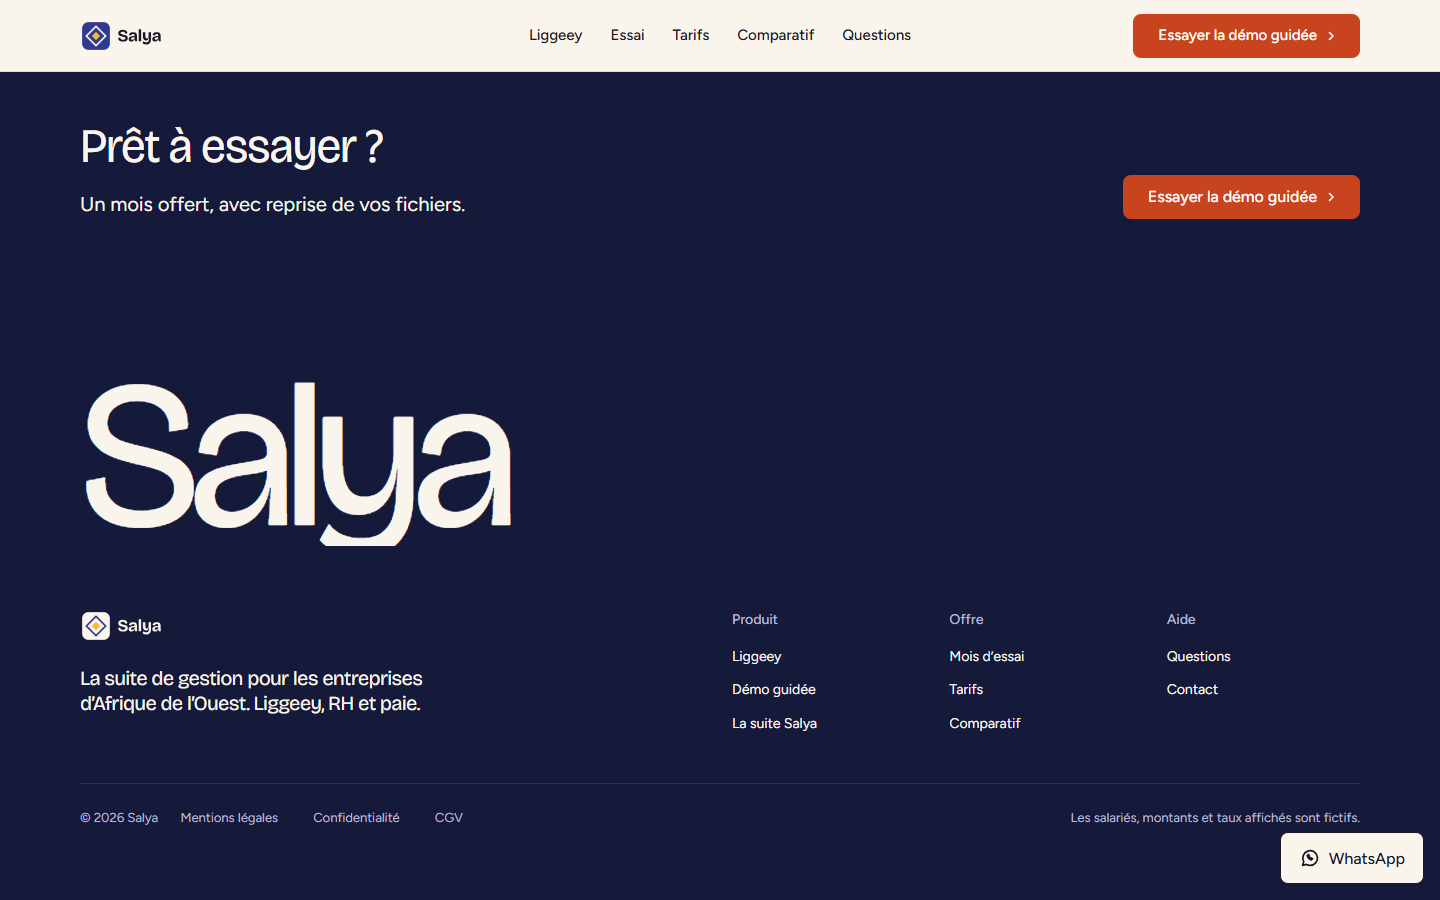 Salya
Liggeey
Essai
Tarifs
Comparatif
Questions
Essayer la démo guidée
Prêt à essayer ?
Un mois offert, avec reprise de vos fichiers.
Essayer la démo guidée
Salya
Salya
La suite de gestion pour les entreprises
d’Afrique de l’Ouest. Liggeey, RH et paie.
Produit
Liggeey
Démo guidée
La suite Salya
Offre
Mois d’essai
Tarifs
Comparatif
Aide
Questions
Contact
© 2026 Salya
Mentions légales
Confidentialité
CGV
Les salariés, montants et taux affichés sont fictifs.
WhatsApp